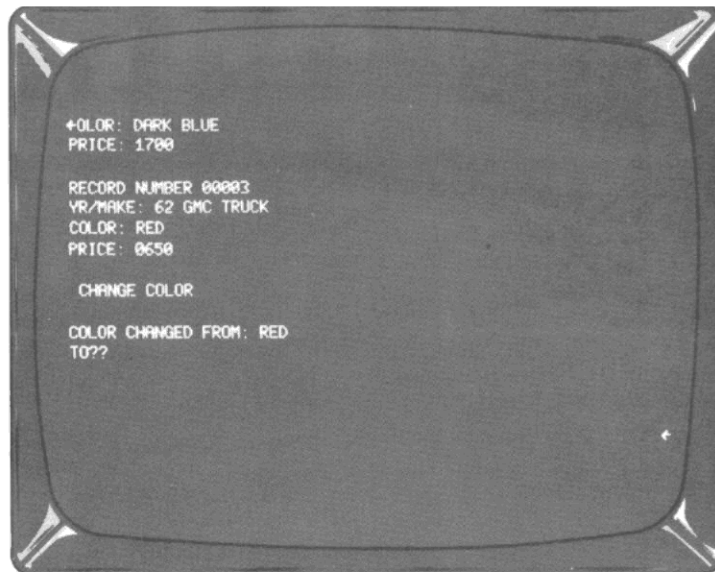 ←OLOR: DARK BLUE
PRICE: 1700
RECORD NUMBER 00003
YR/MAKE: 62 GMC TRUCK
COLOR: RED
PRICE: 0650
CHANGE COLOR
COLOR CHANGED FROM: RED
TO??